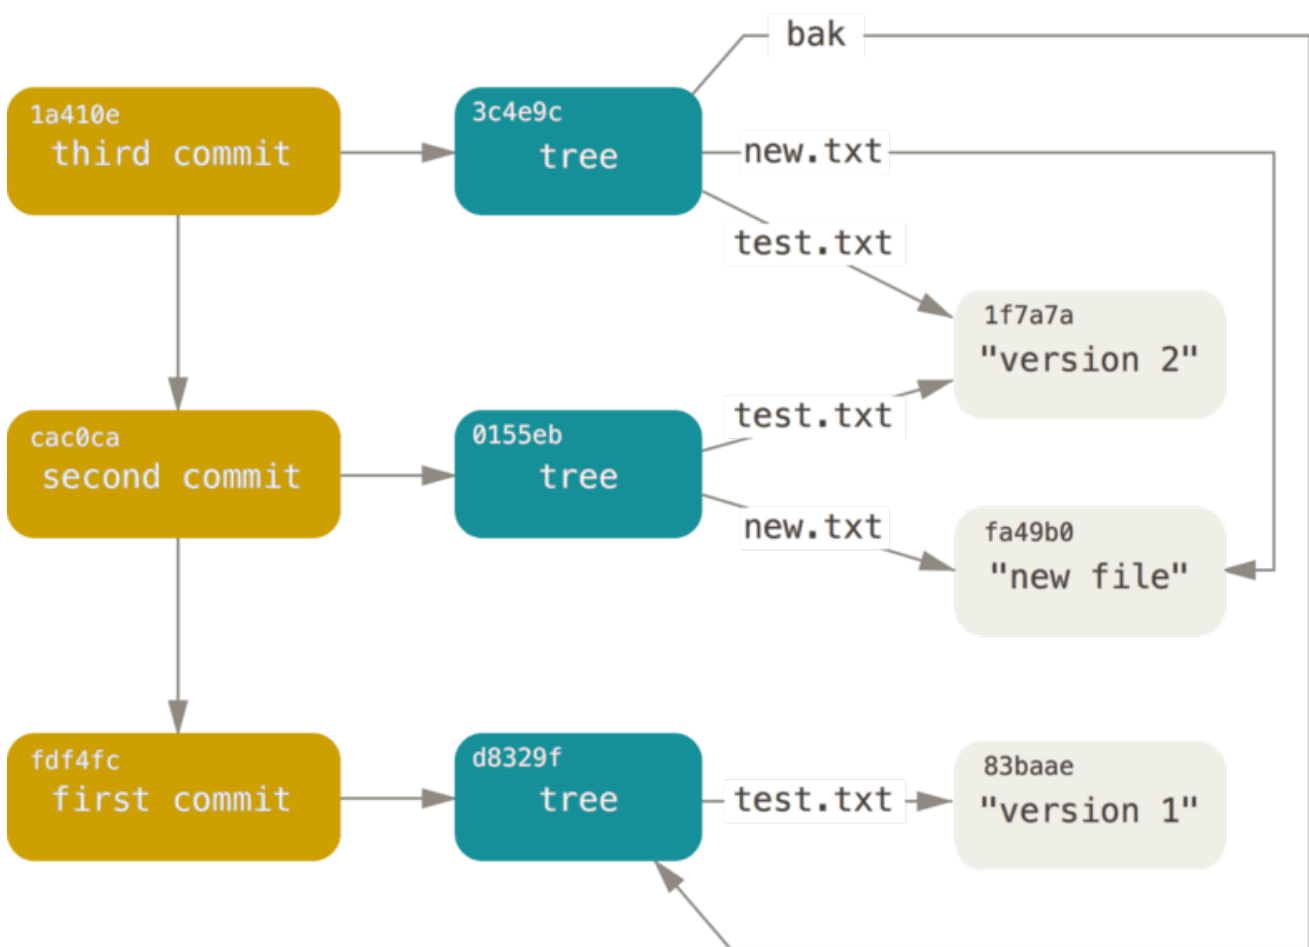 bak
1a410e
third commit
3c4e9c
tree
new.txt
test.txt
1f7a7a
"version 2"
cac0ca
second commit
0155eb
tree
test.txt
new.txt
fa49b0
"new file"
fdf4fc
first commit
d8329f
tree
test.txt
83baae
"version 1"